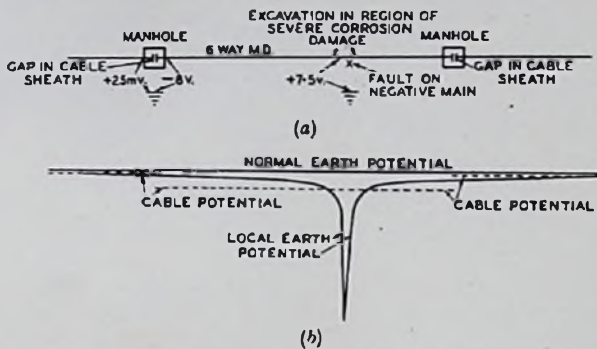 EXCAVATION IN REGION OF
SEVERE CORROSION
DAMAGE
MANHOLE
MANHOLE
6 WAY M.D.
GAP IN CABLE
SHEATH
+25mv.
-8v.
+7·5v.
FAULT ON
NEGATIVE MAIN
GAP IN CABLE
SHEATH
(a)
NORMAL EARTH POTENTIAL
CABLE POTENTIAL
CABLE POTENTIAL
LOCAL EARTH
POTENTIAL
(b)